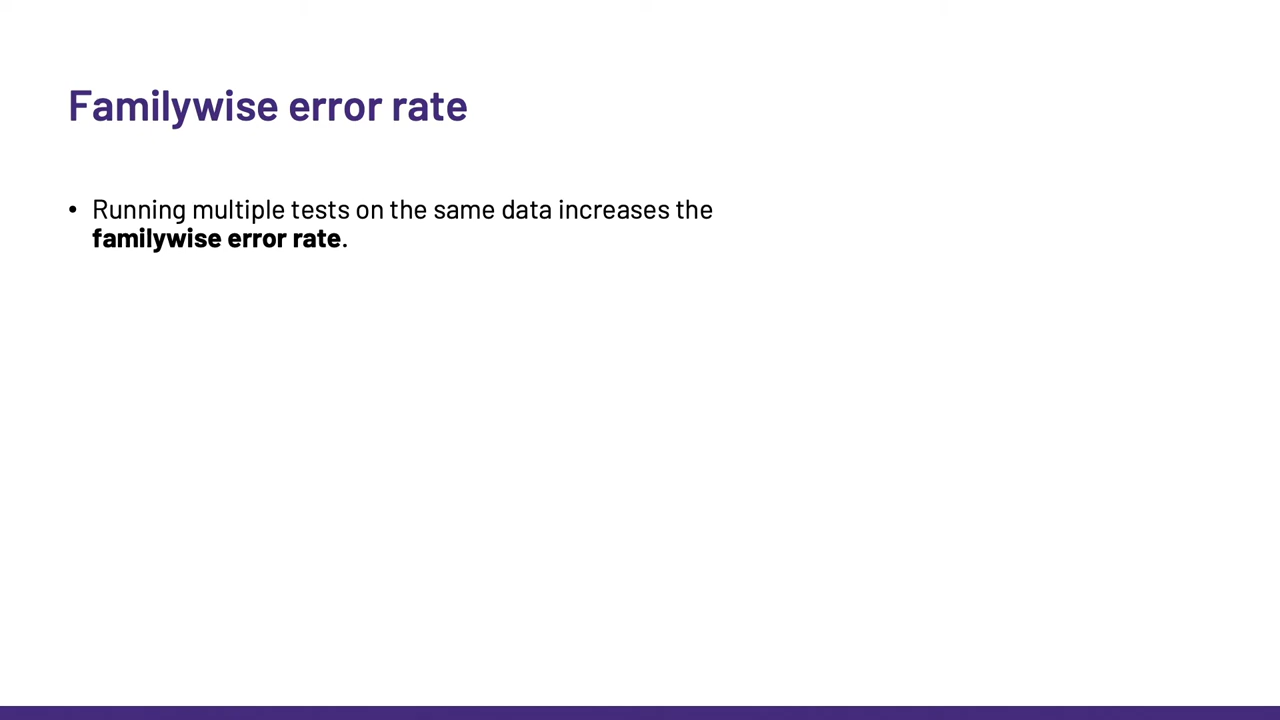 Familywise error rate
• Running multiple tests on the same data increases the
familywise error rate.